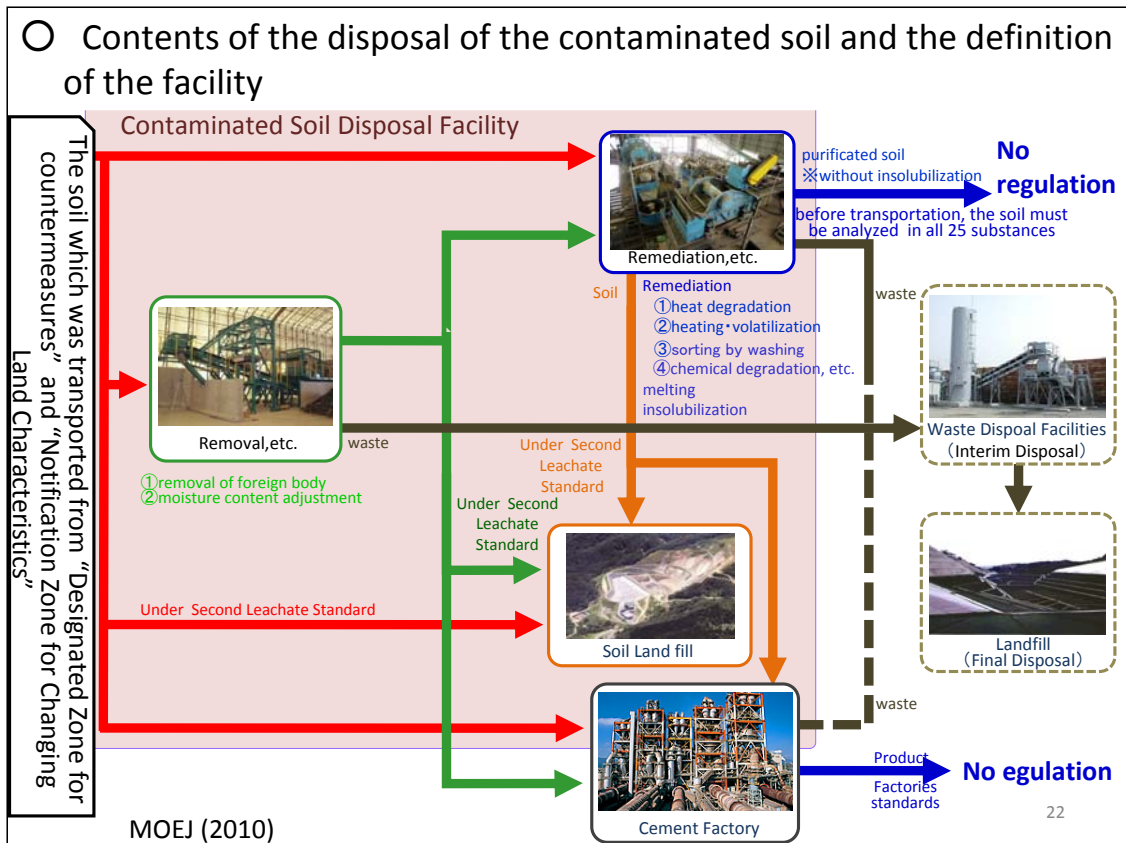 ○ Contents of the disposal of the contaminated soil and the definition
of the facility
The soil which was transported from “Designated Zone for
countermeasures” and “Notification Zone for Changing
Land Characteristics”
Contaminated Soil Disposal Facility
Remediation,etc.
purificated soil
※without insolubilization
No
regulation
before transportation, the soil must
be analyzed in all 25 substances
Soil
Remediation
①heat degradation
②heating・volatilization
③sorting by washing
④chemical degradation, etc.
melting
insolubilization
waste
Removal,etc.
waste
①removal of foreign body
②moisture content adjustment
Waste Dispoal Facilities
（Interim Disposal）
Under Second
Leachate
Standard
Under Second
Leachate
Standard
Under Second Leachate Standard
Soil Land fill
Landfill
（Final Disposal）
waste
Cement Factory
Product
Factories
standards
No egulation
22
MOEJ (2010)